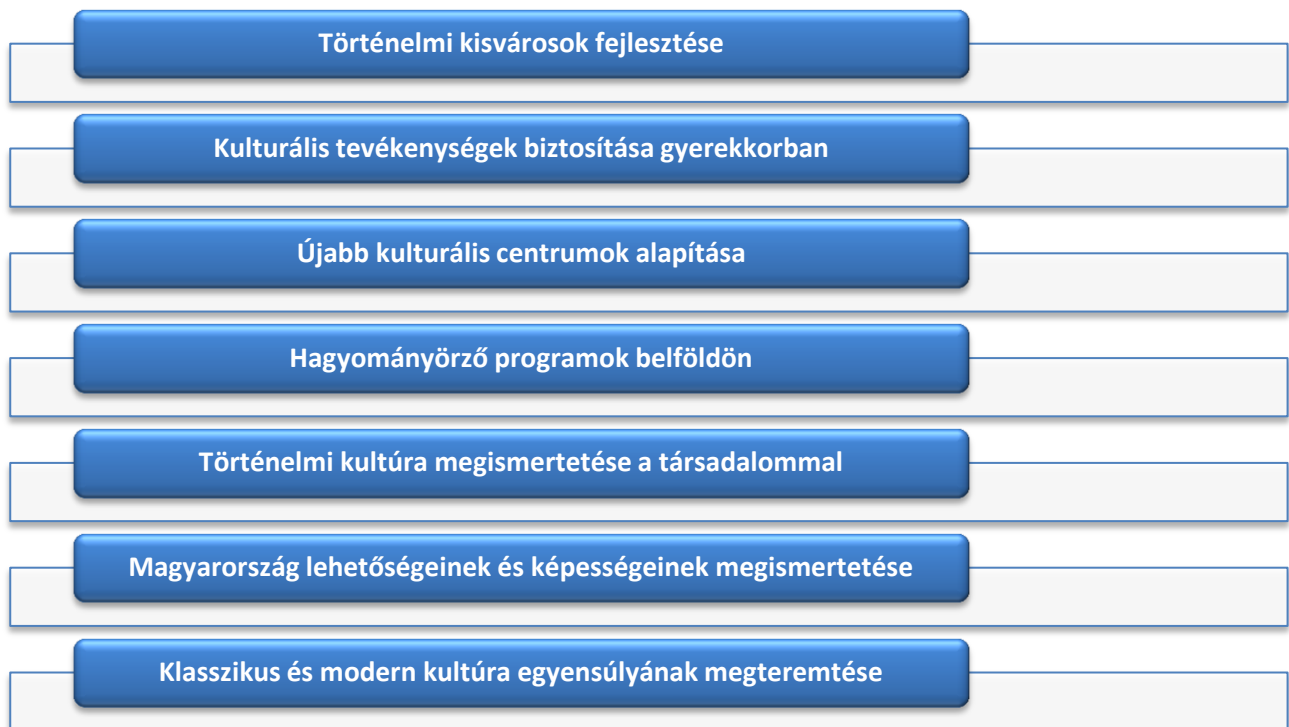 Történelmi kisvárosok fejlesztése
Kulturális tevékenységek biztosítása gyerekkorban
Újabb kulturális centrumok alapítása
Hagyományörző programok belföldön
Történelmi kultúra megismertetése a társadalommal
Magyarország lehetőségeinek és képességeinek megismertetése
Klasszikus és modern kultúra egyensúlyának megteremtése